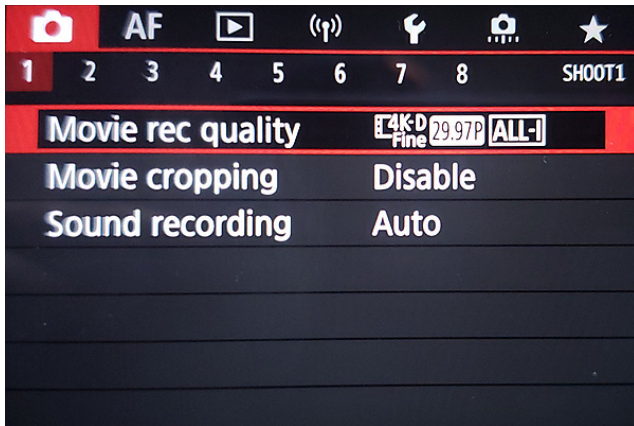 AF
1 2 3 4 5 6 7 8 SHOOT1
Movie rec quality 4K-D Fine 29.97P ALL-I
Movie cropping Disable
Sound recording Auto